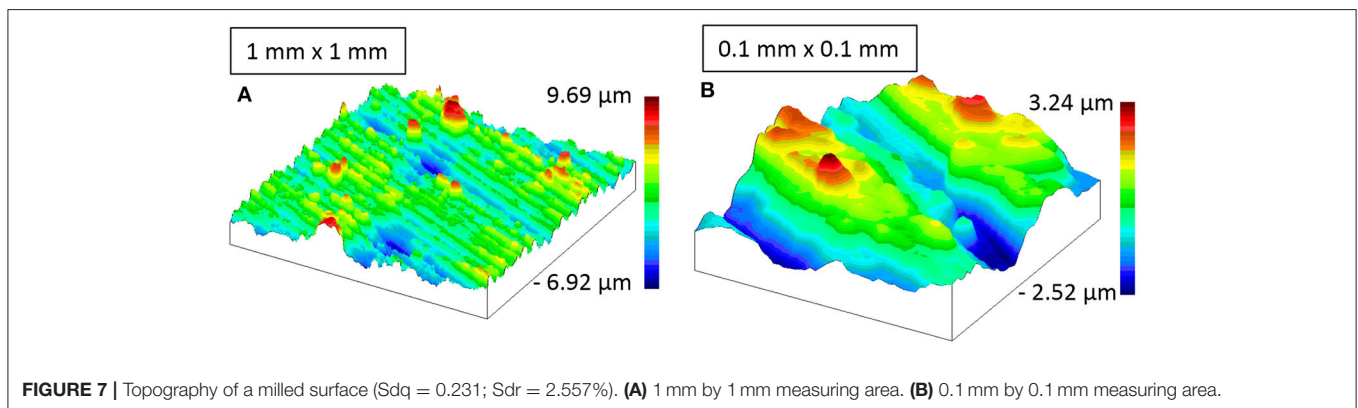 1 mm x 1 mm
A
9.69 µm
- 6.92 µm
0.1 mm x 0.1 mm
B
3.24 µm
- 2.52 µm
FIGURE 7 | Topography of a milled surface (Sdq = 0.231; Sdr = 2.557%). (A) 1 mm by 1 mm measuring area. (B) 0.1 mm by 0.1 mm measuring area.